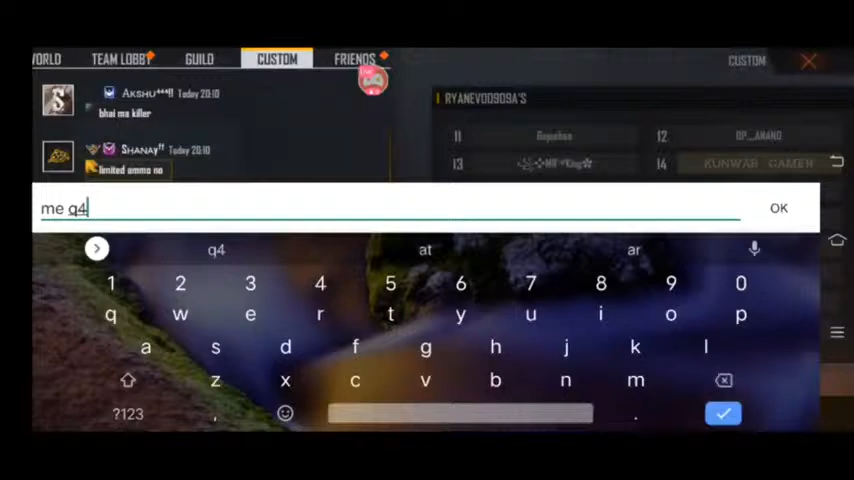 WORLD TEAM LOBBY GUILD CUSTOM FRIENDS CUSTOM
AKSHU***!! Today 20:10
bhai ma killer
SHANAY†† Today 20:10
limited ammo no
RYANEVO0909A'S
11 12 OP__ANAND
13 14 KUNWAR GAMER
me q4 OK
q4 at ar
1 2 3 4 5 6 7 8 9 0
q w e r t y u i o p
a s d f g h j k l
z x c v b n m
?123 , .